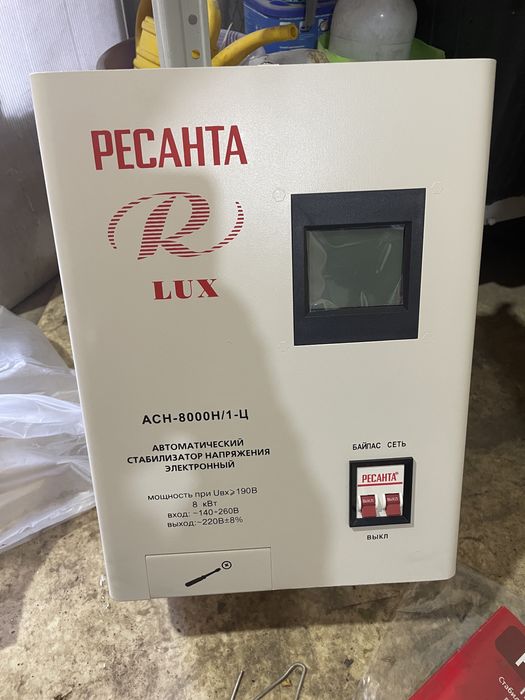 РЕСАНТА
R
LUX
АСН-8000Н/1-Ц
АВТОМАТИЧЕСКИЙ
СТАБИЛИЗАТОР НАПРЯЖЕНИЯ
ЭЛЕКТРОННЫЙ
мощность при Uвх⩾190В
8 кВт
вход: ~140-260В
выход:~220В±8%
БАЙПАС СЕТЬ
РЕСАНТА
ВЫКЛ